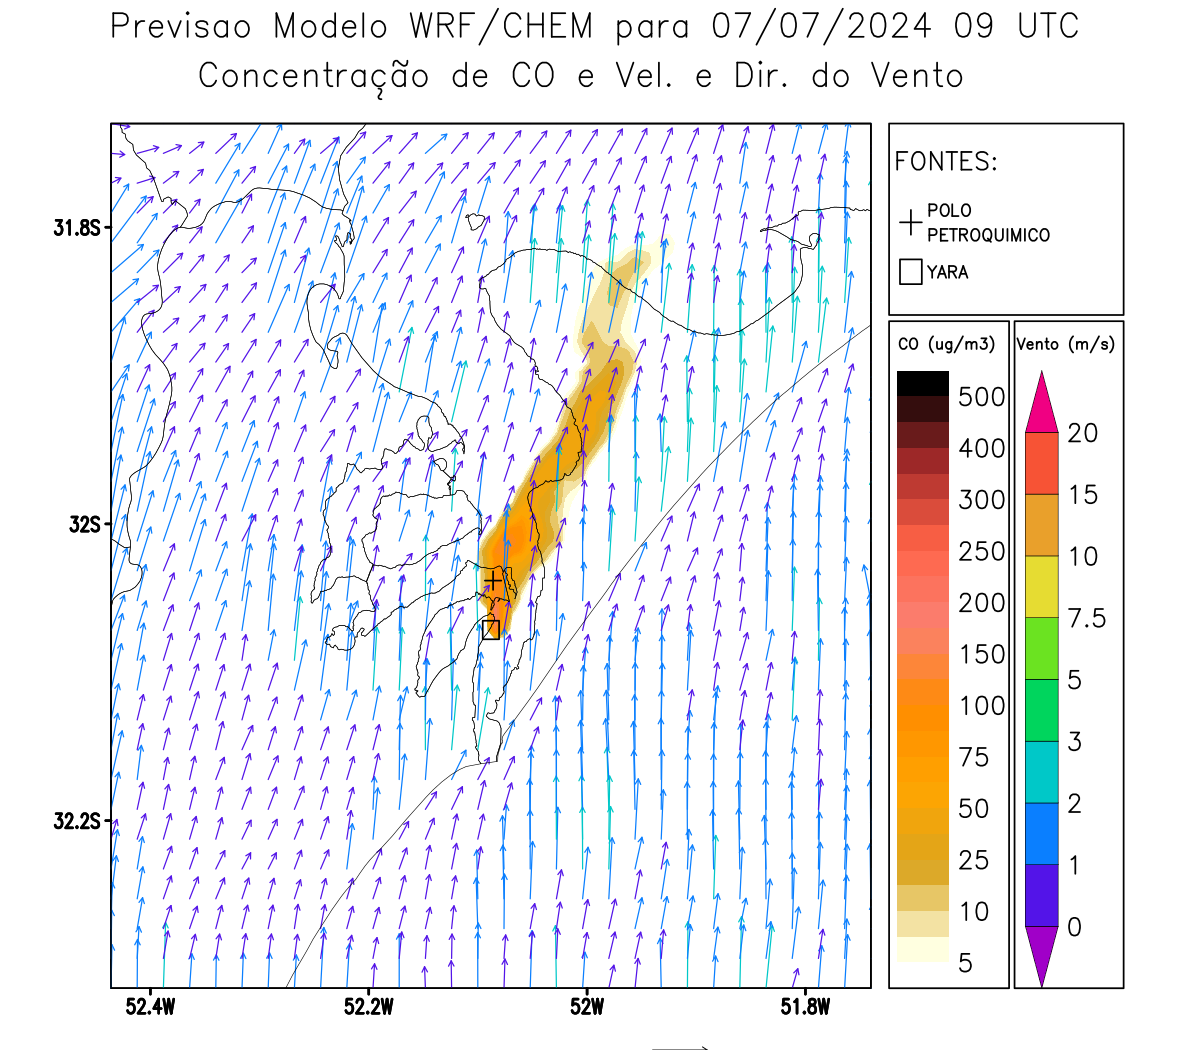 Previsao Modelo WRF/CHEM para 07/07/2024 09 UTC
Concentração de CO e Vel. e Dir. do Vento
FONTES:
POLO
PETROQUIMICO
YARA
CO (ug/m3)
500
400
300
250
200
150
100
75
50
25
10
5
Vento (m/s)
20
15
10
7.5
5
3
2
1
0
31.8S
32S
32.2S
52.4W
52.2W
52W
51.8W